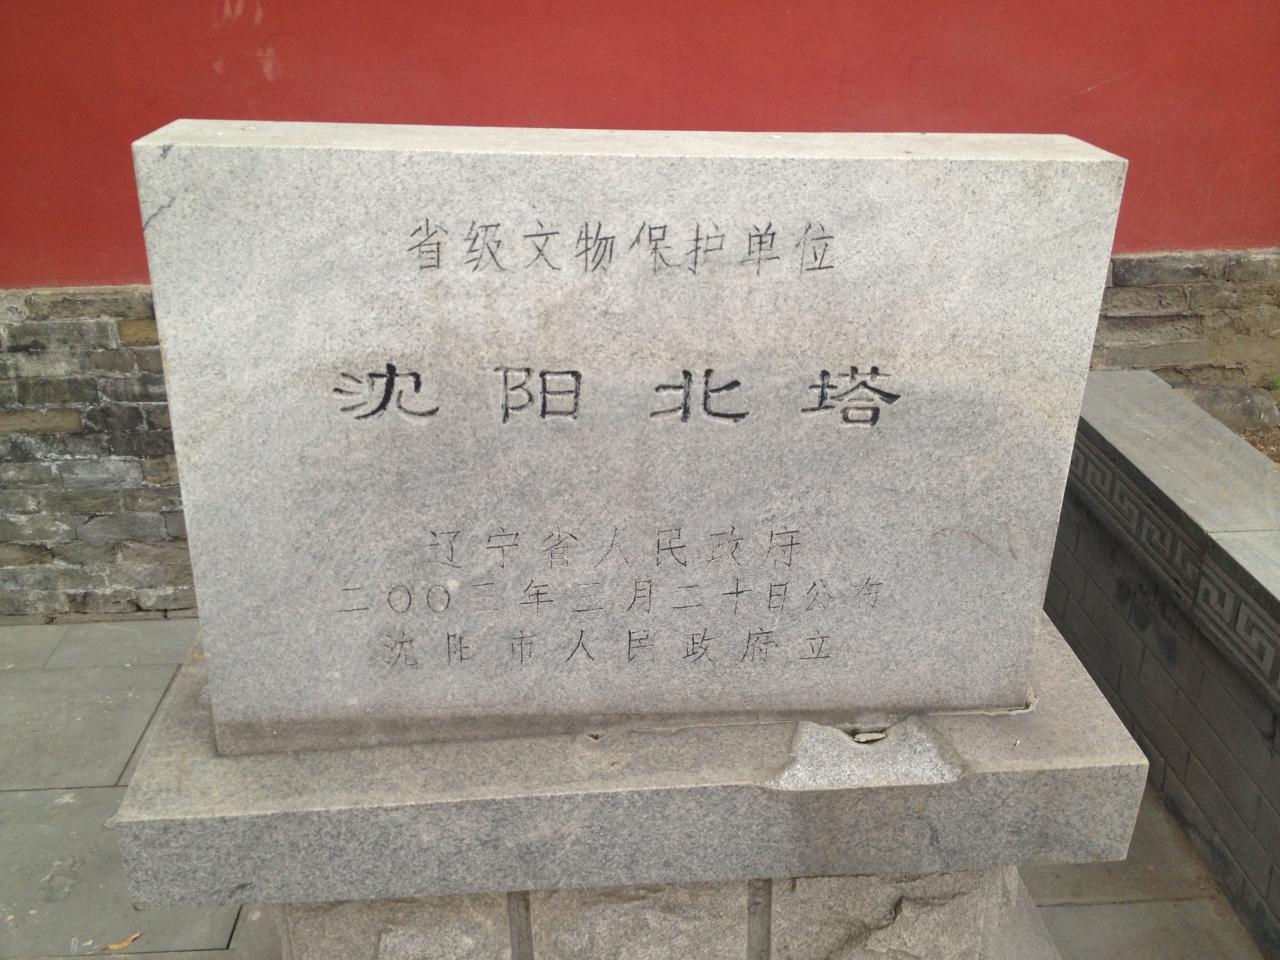 省级文物保护单位
沈阳北塔
辽宁省人民政府
二〇〇三年三月二十日公布
沈阳市人民政府立